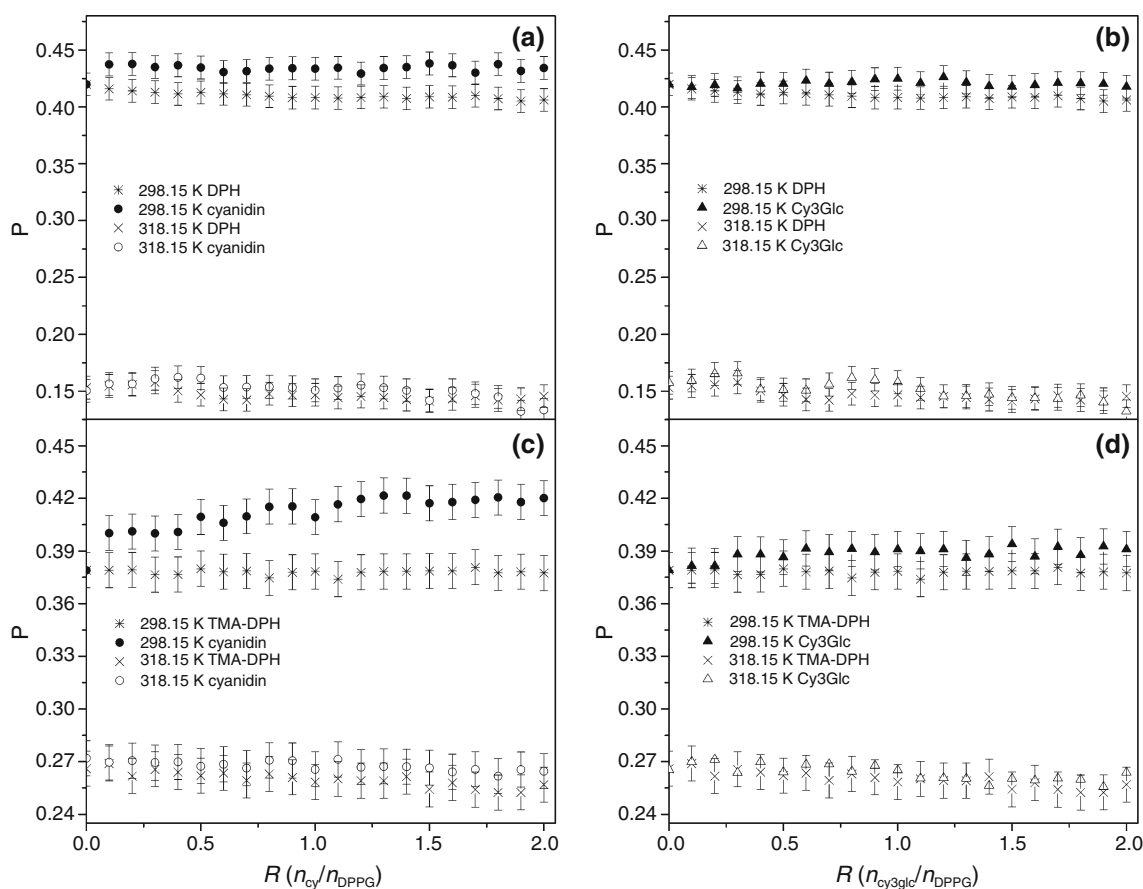 (a)
0.45
0.40
0.35
0.30
0.25
0.20
0.15
P
298.15 K DPH
298.15 K cyanidin
318.15 K DPH
318.15 K cyanidin
(b)
0.45
0.40
0.35
0.30
0.25
0.20
0.15
P
298.15 K DPH
298.15 K Cy3Glc
318.15 K DPH
318.15 K Cy3Glc
(c)
0.45
0.42
0.39
0.36
0.33
0.30
0.27
0.24
P
298.15 K TMA-DPH
298.15 K cyanidin
318.15 K TMA-DPH
318.15 K cyanidin
0.0 0.5 1.0 1.5 2.0
R (ncy/nDPPG)
(d)
0.45
0.42
0.39
0.36
0.33
0.30
0.27
0.24
P
298.15 K TMA-DPH
298.15 K Cy3Glc
318.15 K TMA-DPH
318.15 K Cy3Glc
0.0 0.5 1.0 1.5 2.0
R (ncy3glc/nDPPG)